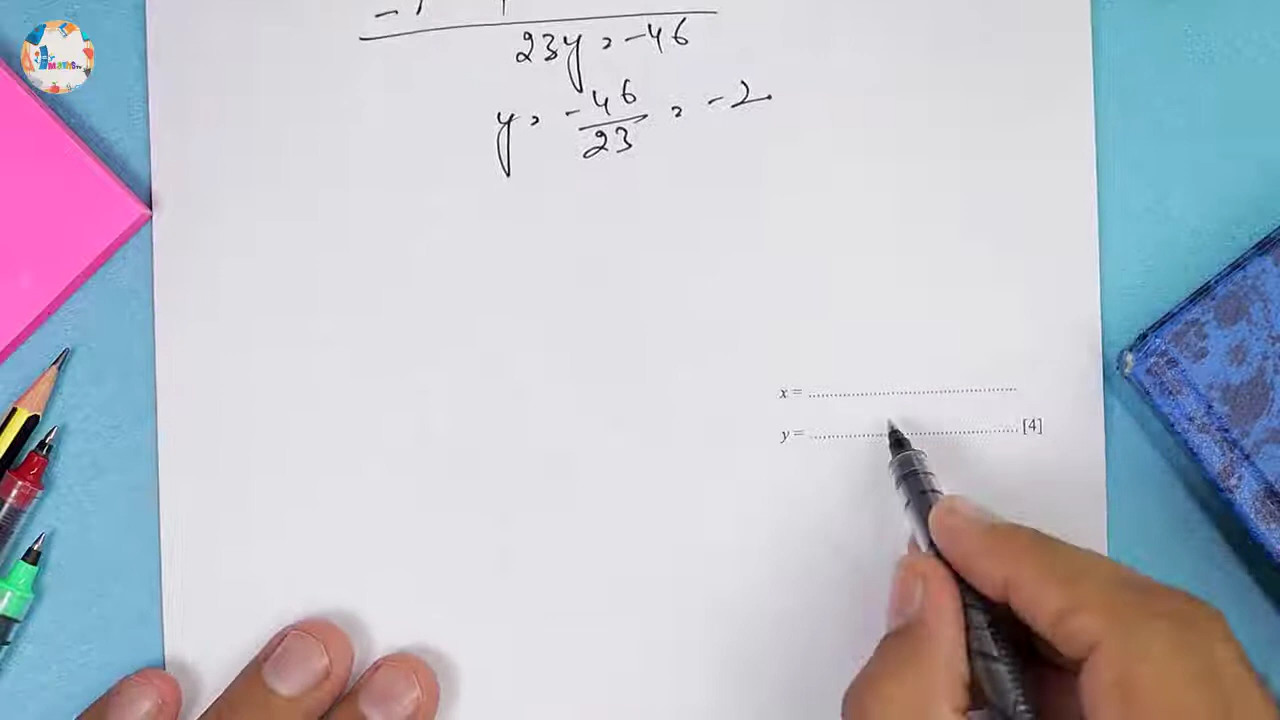 23y = -46
y = -46/23 = -2
x = ........................................
y = ........................................ [4]